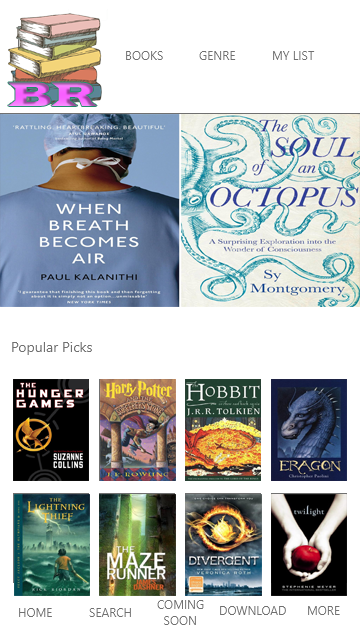 BOOKS GENRE MY LIST
BR
"RATTLING. HEARTBREAKING. BEAUTIFUL."
WHEN
BREATH
BECOMES
AIR
PAUL KALANITHI
"I guarantee that finishing this book and then forgetting
about it is simply not an option...unmissable"
NEW YORK TIMES
The
SOUL
of an
OCTOPUS
A Surprising Exploration into the
Wonder of Consciousness
Sy
Montgomery
Popular Picks
THE
HUNGER
GAMES
SUZANNE
COLLINS
Harry Potter
J. K. ROWLING
The
HOBBIT
J.R.R. TOLKIEN
ERAGON
Christopher Paolini
THE
LIGHTNING
THIEF
RICK RIORDAN
THE
MAZE
RUNNER
JAMES
DASHNER
DIVERGENT
VERONICA ROTH
twilight
STEPHENIE MEYER
HOME SEARCH COMING SOON DOWNLOAD MORE